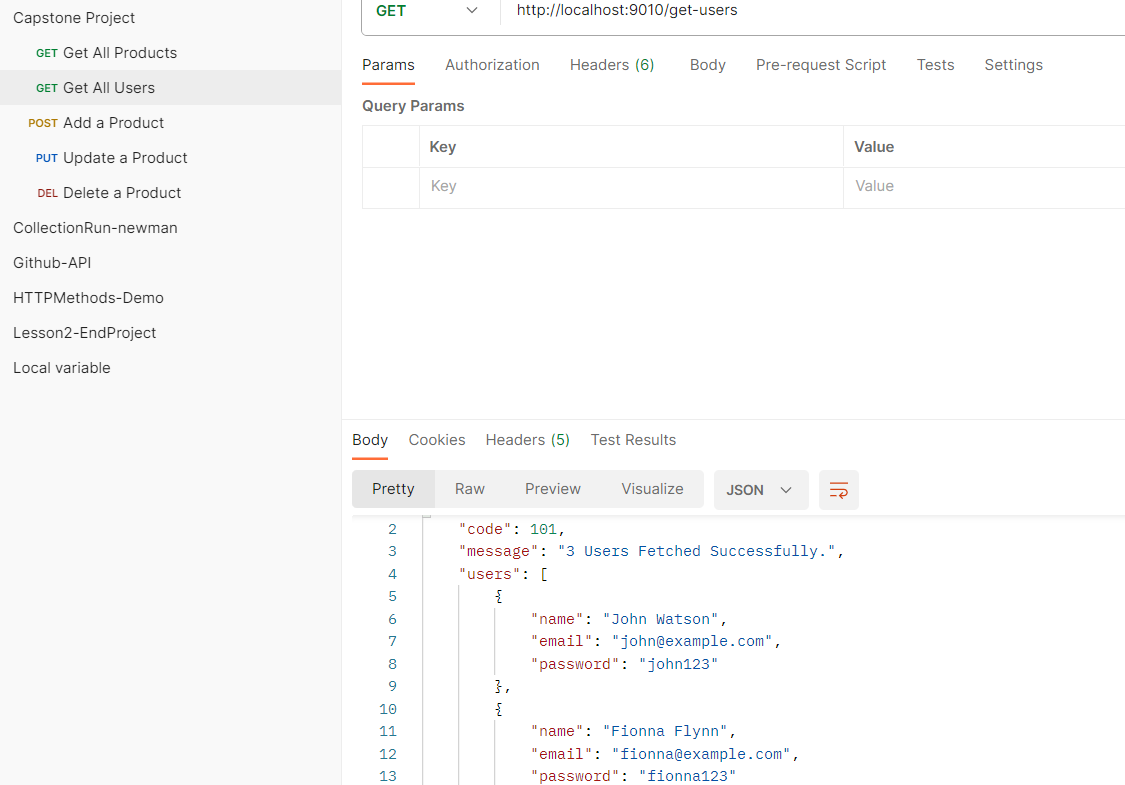 Capstone Project
GET Get All Products
GET Get All Users
POST Add a Product
PUT Update a Product
DEL Delete a Product
CollectionRun-newman
Github-API
HTTPMethods-Demo
Lesson2-EndProject
Local variable
GET http://localhost:9010/get-users
Params Authorization Headers (6) Body Pre-request Script Tests Settings
Query Params
Key Value
Key Value
Body Cookies Headers (5) Test Results
Pretty Raw Preview Visualize JSON
2 "code": 101,
3 "message": "3 Users Fetched Successfully.",
4 "users": [
5 {
6 "name": "John Watson",
7 "email": "john@example.com",
8 "password": "john123"
9 },
10 {
11 "name": "Fionna Flynn",
12 "email": "fionna@example.com",
13 "password": "fionna123"